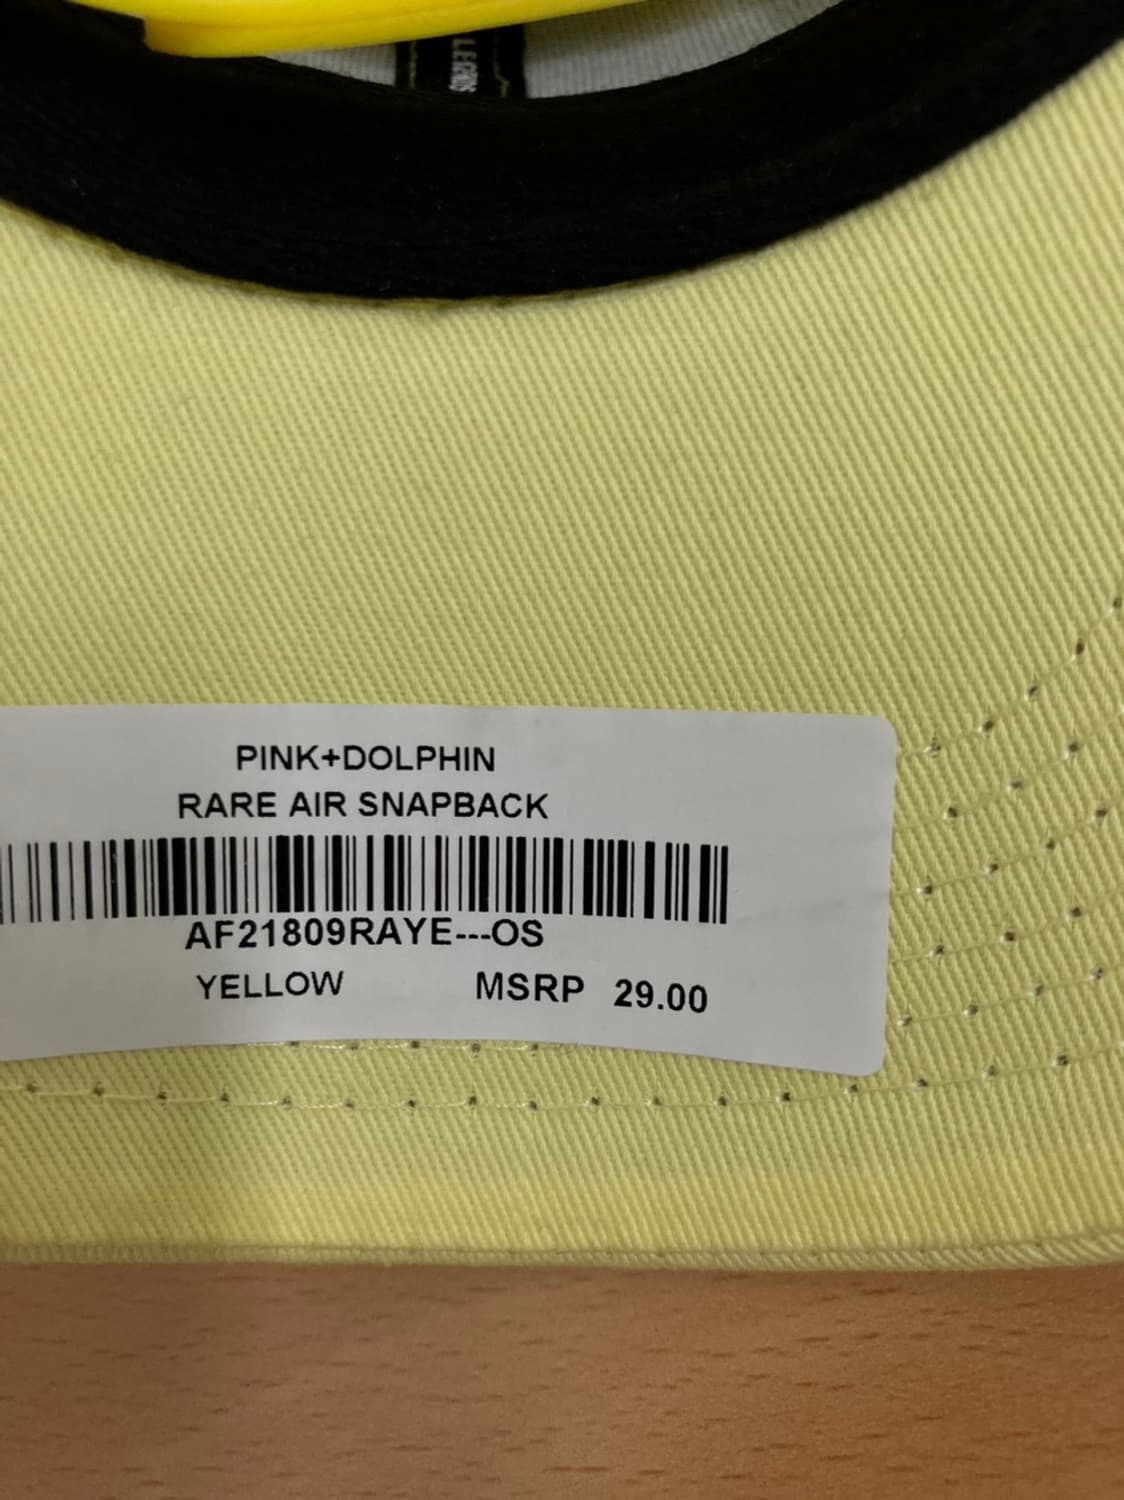 PINK+DOLPHIN
RARE AIR SNAPBACK
AF21809RAYE---OS
YELLOW MSRP 29.00